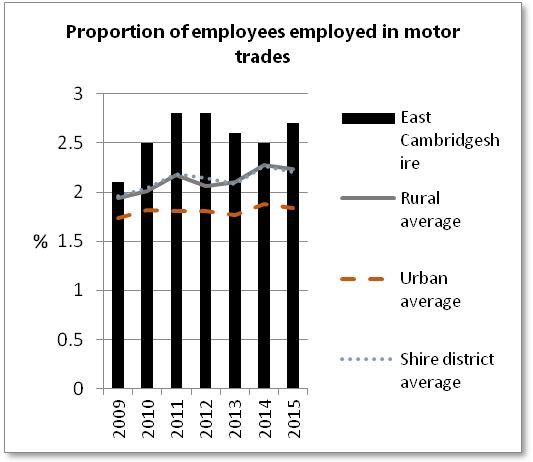 Proportion of employees employed in motor
trades
3
2.5
2
1.5
1
0.5
0
%
2009
2010
2011
2012
2013
2014
2015
East
Cambridgesh
ire
Rural
average
Urban
average
Shire district
average